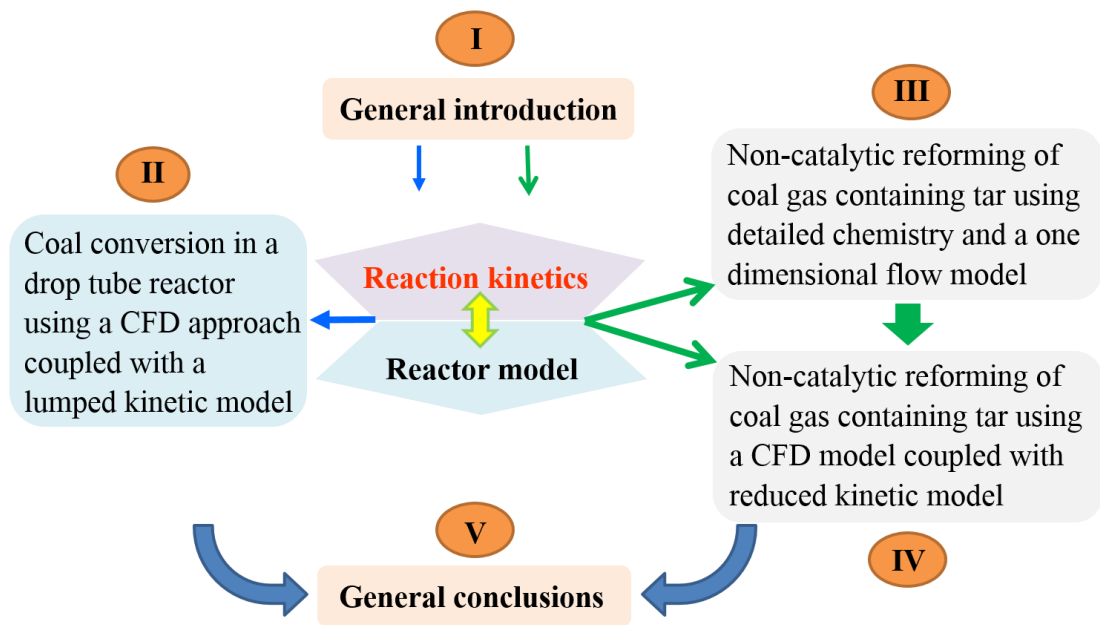 I
General introduction
II
Coal conversion in a
drop tube reactor
using a CFD approach
coupled with a
lumped kinetic model
Reaction kinetics
Reactor model
III
Non-catalytic reforming of
coal gas containing tar using
detailed chemistry and a one
dimensional flow model
Non-catalytic reforming of
coal gas containing tar using
a CFD model coupled with
reduced kinetic model
IV
V
General conclusions